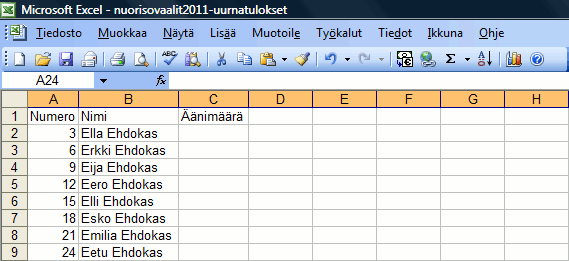 Microsoft Excel - nuorisovaalit2011-uurnatulokset
Tiedosto Muokkaa Näytä Lisää Muotoile Työkalut Tiedot Ikkuna Ohje
A24 fx
A B C D E F G H
1 Numero Nimi Äänimäärä
2 3 Ella Ehdokas
3 6 Erkki Ehdokas
4 9 Eija Ehdokas
5 12 Eero Ehdokas
6 15 Elli Ehdokas
7 18 Esko Ehdokas
8 21 Emilia Ehdokas
9 24 Eetu Ehdokas